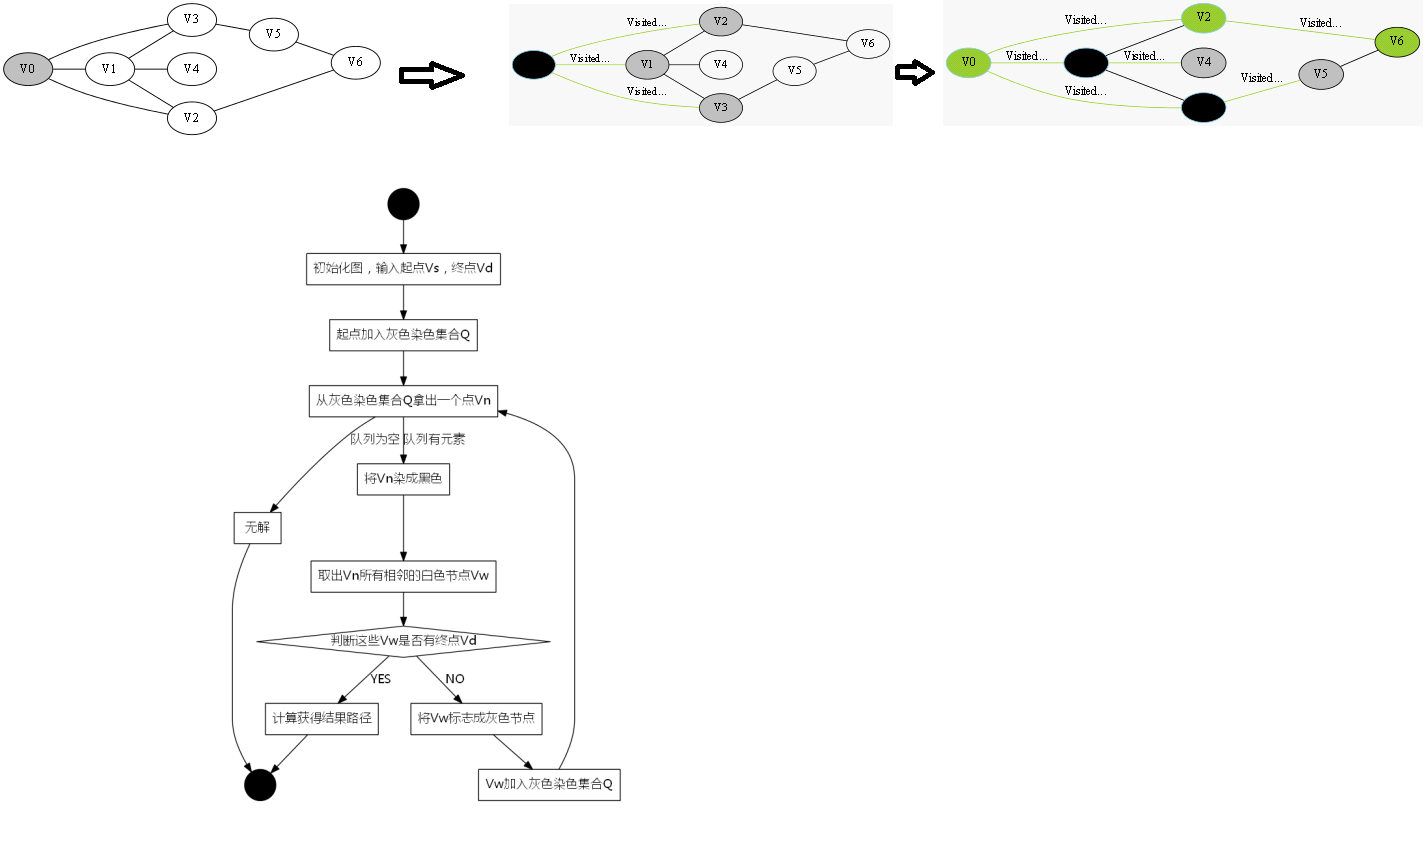 V3
V5
V0
V1
V4
V6
V2
Visited...
V2
V6
Visited...
V1
V4
V5
Visited...
V3
Visited...
V2
Visited...
V6
V0
Visited...
Visited...
V4
V5
Visited...
Visited...
初始化图，输入起点Vs，终点Vd
起点加入灰色染色集合Q
从灰色染色集合Q拿出一个点Vn
队列为空 队列有元素
将Vn染成黑色
无解
取出Vn所有相邻的白色节点Vw
判断这些Vw是否有终点Vd
YES
NO
计算获得结果路径
将Vw标志成灰色节点
Vw加入灰色染色集合Q